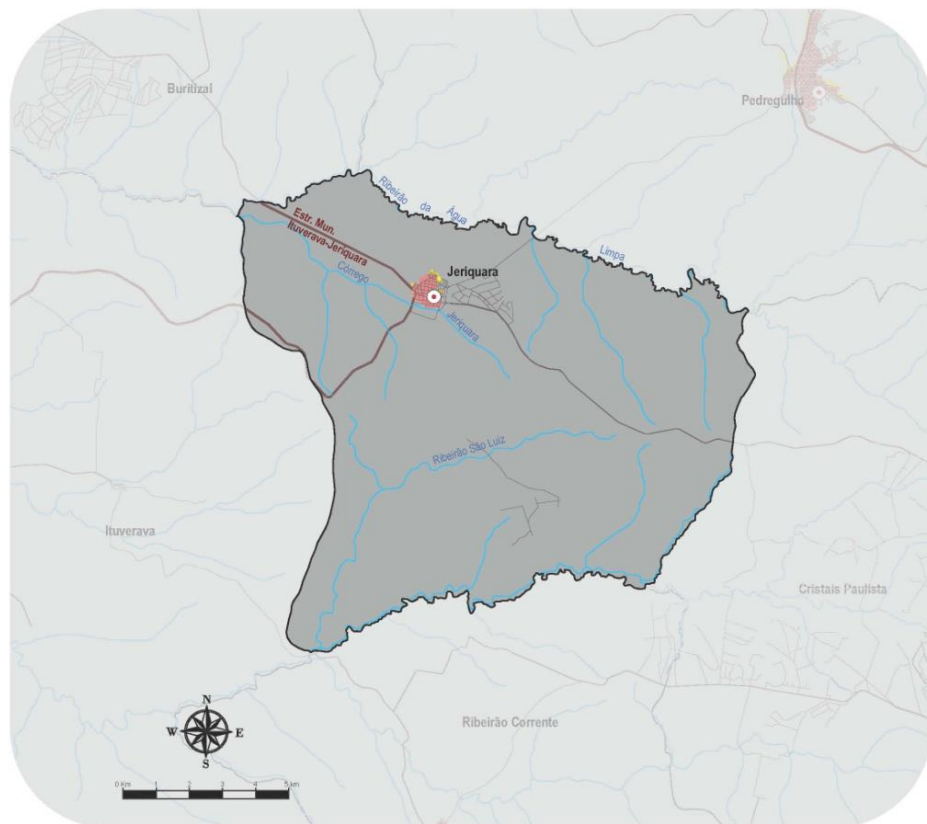 Buritizal
Pedregulho
Ribeirão da Água Limpa
Estr. Mun.
Ituverava-Jeriquara
Jeriquara
Córrego Jeriquara
Ribeirão São Luiz
Ituverava
Cristais Paulista
Ribeirão Corrente
N
W E
S
0 Km 1 2 3 4 5 km